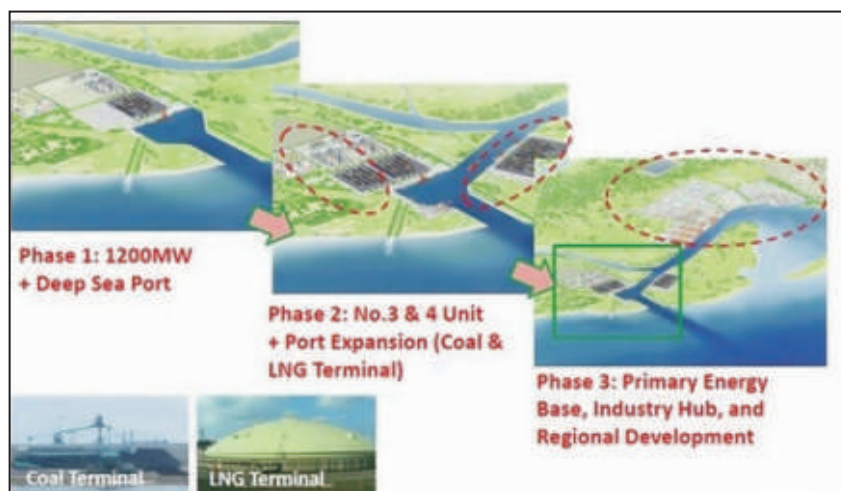 Phase 1: 1200MW
+ Deep Sea Port
Phase 2: No.3 & 4 Unit
+ Port Expansion (Coal &
LNG Terminal)
Phase 3: Primary Energy
Base, Industry Hub, and
Regional Development
Coal Terminal
LNG Terminal